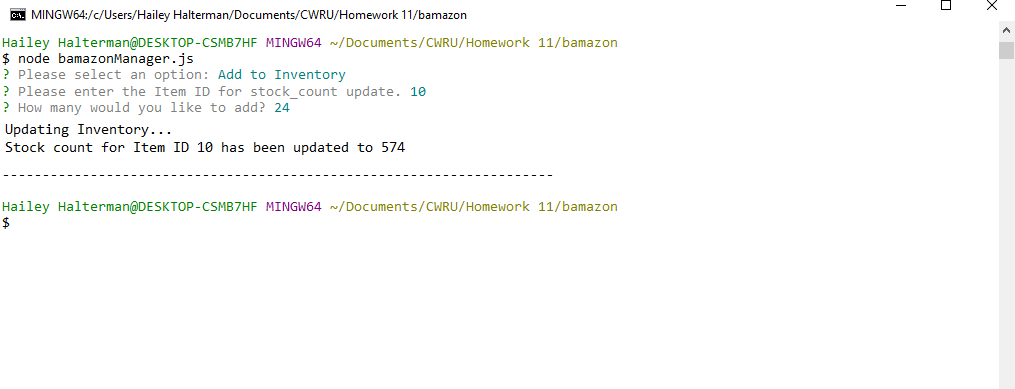 MINGW64:/c/Users/Hailey Halterman/Documents/CWRU/Homework 11/bamazon
Hailey Halterman@DESKTOP-CSMB7HF MINGW64 ~/Documents/CWRU/Homework 11/bamazon
$ node bamazonManager.js
? Please select an option: Add to Inventory
? Please enter the Item ID for stock_count update. 10
? How many would you like to add? 24
Updating Inventory...
Stock count for Item ID 10 has been updated to 574
---------------------------------------------------------------------
Hailey Halterman@DESKTOP-CSMB7HF MINGW64 ~/Documents/CWRU/Homework 11/bamazon
$